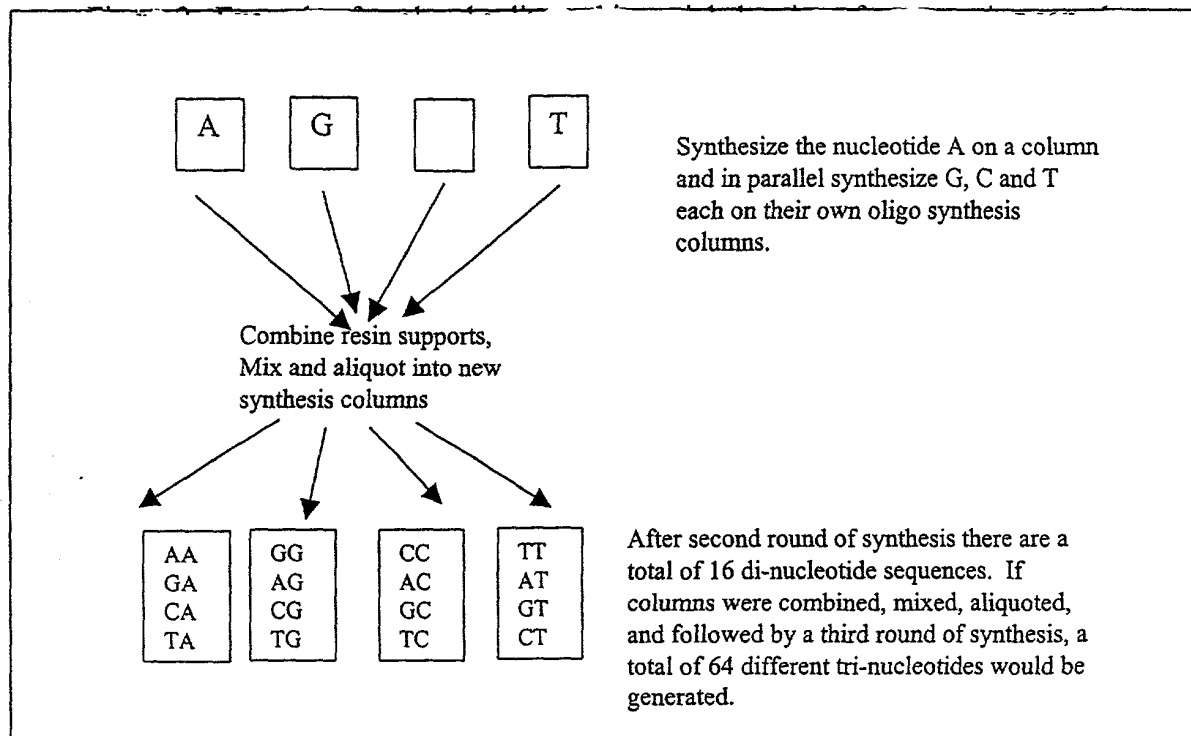 A G T
Synthesize the nucleotide A on a column
and in parallel synthesize G, C and T
each on their own oligo synthesis
columns.
Combine resin supports,
Mix and aliquot into new
synthesis columns
AA GG CC TT
GA AG AC AT
CA CG GC GT
TA TG TC CT
After second round of synthesis there are a
total of 16 di-nucleotide sequences. If
columns were combined, mixed, aliquoted,
and followed by a third round of synthesis, a
total of 64 different tri-nucleotides would be
generated.